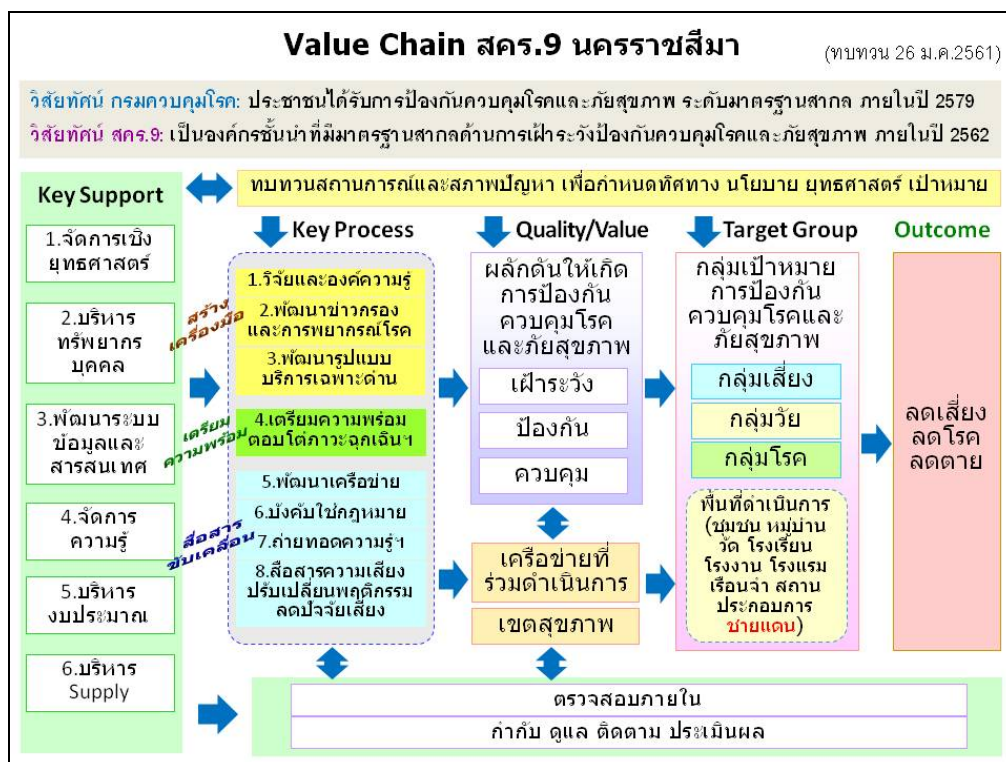 Value Chain สคร.9 นครราชสีมา
(ทบทวน 26 ม.ค.2561)
วิสัยทัศน์ กรมควบคุมโรค: ประชาชนได้รับการป้องกันควบคุมโรคและภัยสุขภาพ ระดับมาตรฐานสากล ภายในปี 2579
วิสัยทัศน์ สคร.9: เป็นองค์กรชั้นนำที่มีมาตรฐานสากลด้านการเฝ้าระวังป้องกันควบคุมโรคและภัยสุขภาพ ภายในปี 2562
Key Support
1.จัดการเชิง
ยุทธศาสตร์
2.บริหาร
ทรัพยากร
บุคคล
3.พัฒนาระบบ
ข้อมูลและ
สารสนเทศ
4.จัดการ
ความรู้
5.บริหาร
งบประมาณ
6.บริหาร
Supply
ทบทวนสถานการณ์และสภาพปัญหา เพื่อกำหนดทิศทาง นโยบาย ยุทธศาสตร์ เป้าหมาย
Key Process
สร้าง
เครื่องมือ
1.วิจัยและองค์ความรู้
2.พัฒนาข่าวกรอง
และการพยากรณ์โรค
3.พัฒนารูปแบบ
บริการเฉพาะด้าน
เตรียม
ความพร้อม
4.เตรียมความพร้อม
ตอบโต้ภาวะฉุกเฉินฯ
สื่อสาร
ขับเคลื่อน
5.พัฒนาเครือข่าย
6.บังคับใช้กฎหมาย
7.ถ่ายทอดความรู้ฯ
8.สื่อสารความเสี่ยง
ปรับเปลี่ยนพฤติกรรม
ลดปัจจัยเสี่ยง
Quality/Value
ผลักดันให้เกิด
การป้องกัน
ควบคุมโรค
และภัยสุขภาพ
เฝ้าระวัง
ป้องกัน
ควบคุม
เครือข่ายที่
ร่วมดำเนินการ
เขตสุขภาพ
Target Group
กลุ่มเป้าหมาย
การป้องกัน
ควบคุมโรคและ
ภัยสุขภาพ
กลุ่มเสี่ยง
กลุ่มวัย
กลุ่มโรค
พื้นที่ดำเนินการ
(ชุมชน หมู่บ้าน
วัด โรงเรียน
โรงงาน โรงแรม
เรือนจำ สถาน
ประกอบการ
ชายแดน)
Outcome
ลดเสี่ยง
ลดโรค
ลดตาย
ตรวจสอบภายใน
กำกับ ดูแล ติดตาม ประเมินผล